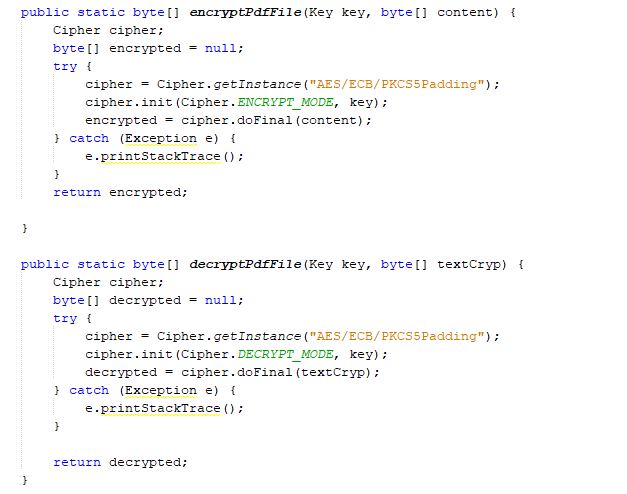 public static byte[] encryptPdfFile(Key key, byte[] content) {
Cipher cipher;
byte[] encrypted = null;
try {
cipher = Cipher.getInstance("AES/ECB/PKCS5Padding");
cipher.init(Cipher.ENCRYPT_MODE, key);
encrypted = cipher.doFinal(content);
} catch (Exception e) {
e.printStackTrace();
}
return encrypted;
}
public static byte[] decryptPdfFile(Key key, byte[] textCryp) {
Cipher cipher;
byte[] decrypted = null;
try {
cipher = Cipher.getInstance("AES/ECB/PKCS5Padding");
cipher.init(Cipher.DECRYPT_MODE, key);
decrypted = cipher.doFinal(textCryp);
} catch (Exception e) {
e.printStackTrace();
}
return decrypted;
}